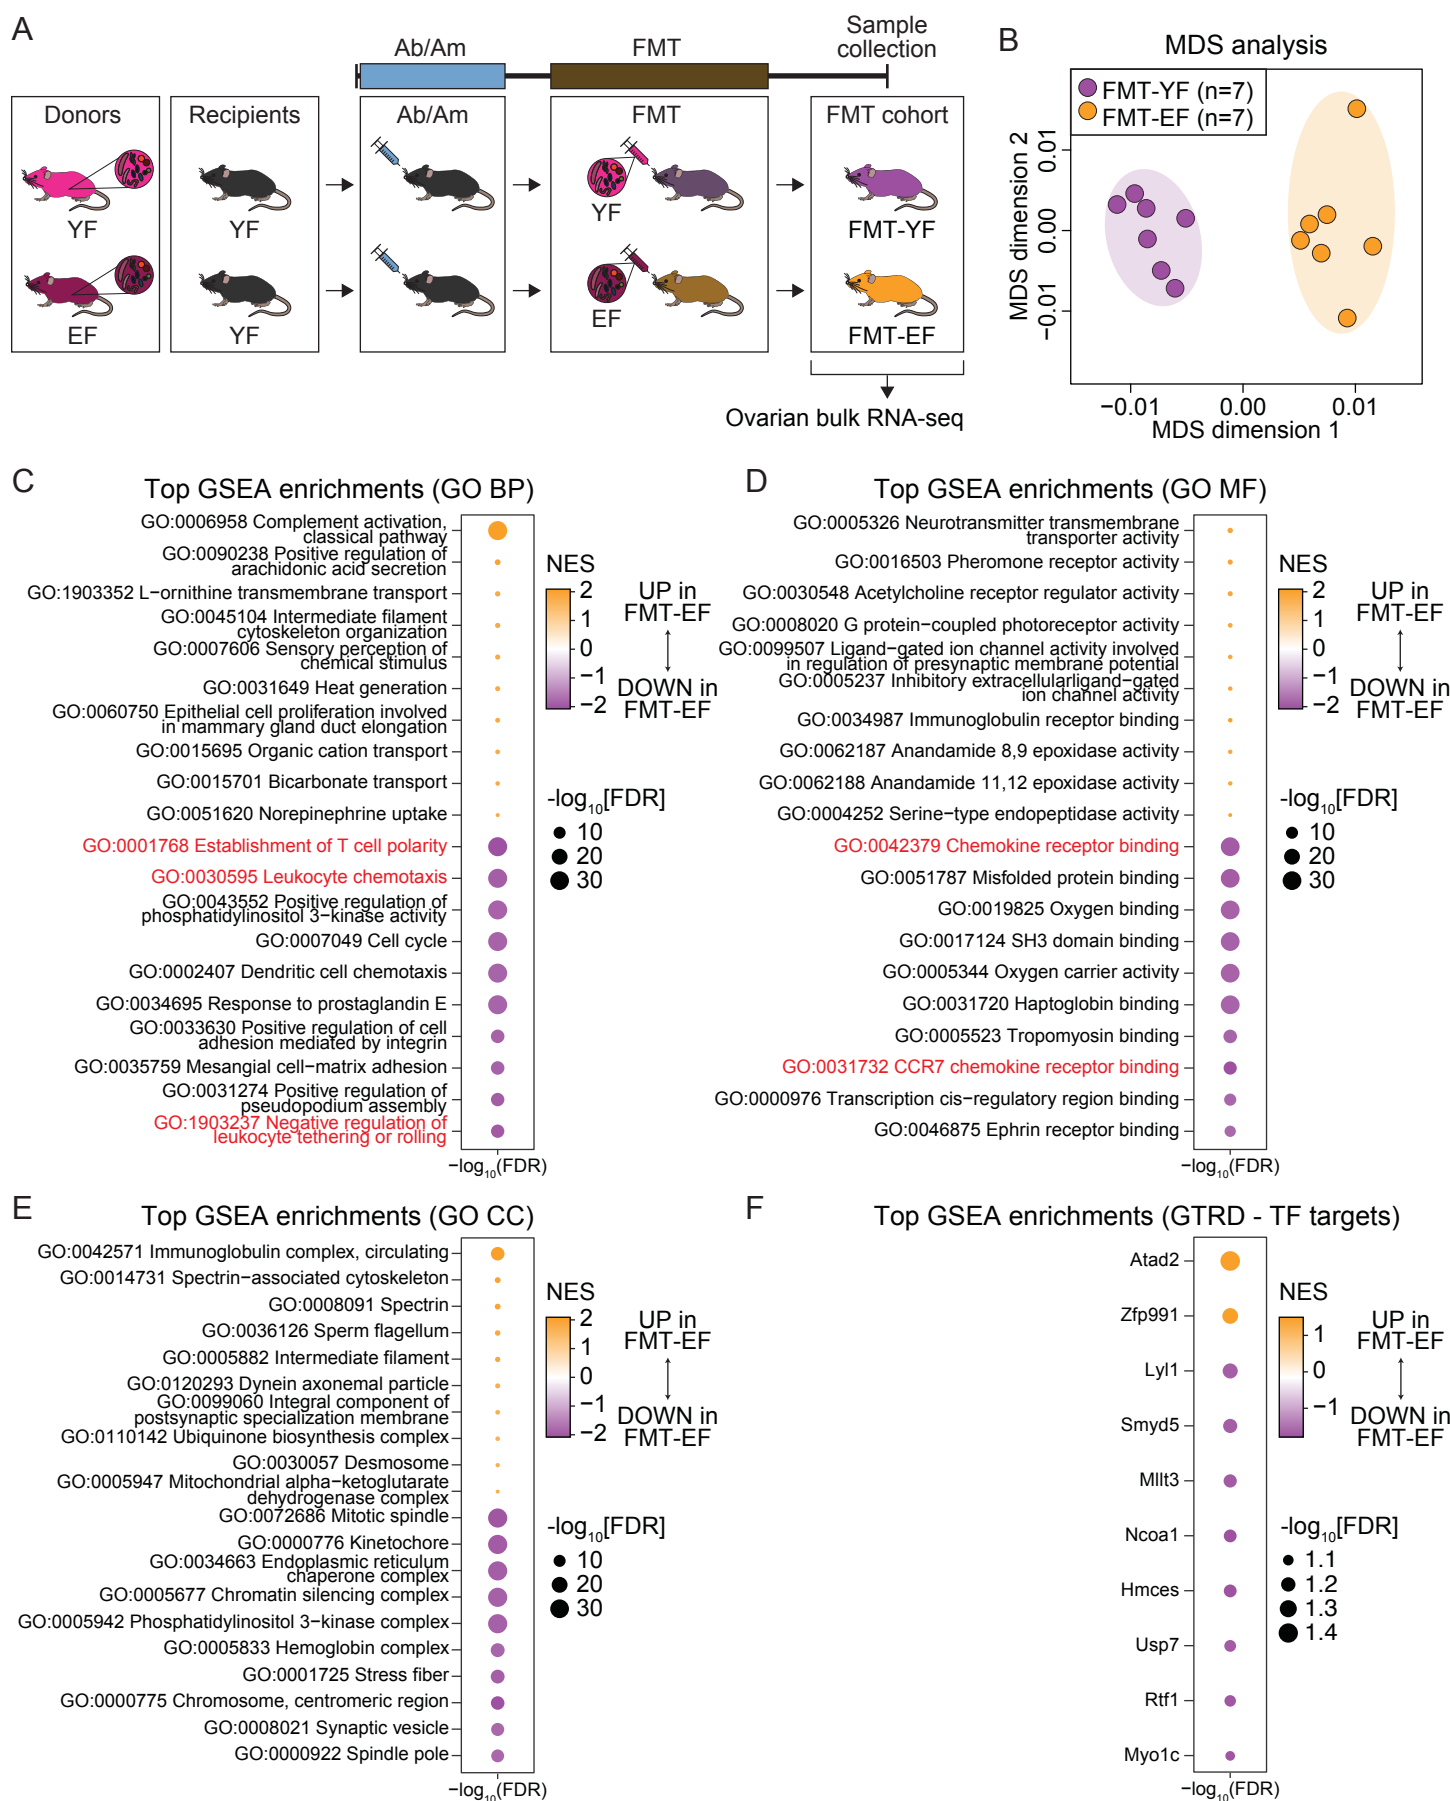 A
Ab/Am
FMT
Sample
collection
Donors
Recipients
Ab/Am
FMT
FMT cohort
YF
YF
YF
FMT-YF
EF
YF
EF
FMT-EF
Ovarian bulk RNA-seq
B
MDS analysis
FMT-YF (n=7)
FMT-EF (n=7)
MDS dimension 2
0.01
0.00
−0.01
−0.01
0.00
0.01
MDS dimension 1
C
Top GSEA enrichments (GO BP)
GO:0006958 Complement activation,
classical pathway
GO:0090238 Positive regulation of
arachidonic acid secretion
GO:1903352 L−ornithine transmembrane transport
GO:0045104 Intermediate filament
cytoskeleton organization
GO:0007606 Sensory perception of
chemical stimulus
GO:0031649 Heat generation
GO:0060750 Epithelial cell proliferation involved
in mammary gland duct elongation
GO:0015695 Organic cation transport
GO:0015701 Bicarbonate transport
GO:0051620 Norepinephrine uptake
GO:0001768 Establishment of T cell polarity
GO:0030595 Leukocyte chemotaxis
GO:0043552 Positive regulation of
phosphatidylinositol 3−kinase activity
GO:0007049 Cell cycle
GO:0002407 Dendritic cell chemotaxis
GO:0034695 Response to prostaglandin E
GO:0033630 Positive regulation of cell
adhesion mediated by integrin
GO:0035759 Mesangial cell−matrix adhesion
GO:0031274 Positive regulation of
pseudopodium assembly
GO:1903237 Negative regulation of
leukocyte tethering or rolling
−log10(FDR)
NES
2
1
0
−1
−2
UP in
FMT-EF
DOWN in
FMT-EF
-log10[FDR]
10
20
30
D
Top GSEA enrichments (GO MF)
GO:0005326 Neurotransmitter transmembrane
transporter activity
GO:0016503 Pheromone receptor activity
GO:0030548 Acetylcholine receptor regulator activity
GO:0008020 G protein−coupled photoreceptor activity
GO:0099507 Ligand−gated ion channel activity involved
in regulation of presynaptic membrane potential
GO:0005237 Inhibitory extracellularligand−gated
ion channel activity
GO:0034987 Immunoglobulin receptor binding
GO:0062187 Anandamide 8,9 epoxidase activity
GO:0062188 Anandamide 11,12 epoxidase activity
GO:0004252 Serine−type endopeptidase activity
GO:0042379 Chemokine receptor binding
GO:0051787 Misfolded protein binding
GO:0019825 Oxygen binding
GO:0017124 SH3 domain binding
GO:0005344 Oxygen carrier activity
GO:0031720 Haptoglobin binding
GO:0005523 Tropomyosin binding
GO:0031732 CCR7 chemokine receptor binding
GO:0000976 Transcription cis−regulatory region binding
GO:0046875 Ephrin receptor binding
−log10(FDR)
NES
2
1
0
−1
−2
UP in
FMT-EF
DOWN in
FMT-EF
-log10[FDR]
10
20
30
E
Top GSEA enrichments (GO CC)
GO:0042571 Immunoglobulin complex, circulating
GO:0014731 Spectrin−associated cytoskeleton
GO:0008091 Spectrin
GO:0036126 Sperm flagellum
GO:0005882 Intermediate filament
GO:0120293 Dynein axonemal particle
GO:0099060 Integral component of
postsynaptic specialization membrane
GO:0110142 Ubiquinone biosynthesis complex
GO:0030057 Desmosome
GO:0005947 Mitochondrial alpha−ketoglutarate
dehydrogenase complex
GO:0072686 Mitotic spindle
GO:0000776 Kinetochore
GO:0034663 Endoplasmic reticulum
chaperone complex
GO:0005677 Chromatin silencing complex
GO:0005942 Phosphatidylinositol 3−kinase complex
GO:0005833 Hemoglobin complex
GO:0001725 Stress fiber
GO:0000775 Chromosome, centromeric region
GO:0008021 Synaptic vesicle
GO:0000922 Spindle pole
−log10(FDR)
NES
2
1
0
−1
−2
UP in
FMT-EF
DOWN in
FMT-EF
-log10[FDR]
10
20
30
F
Top GSEA enrichments (GTRD - TF targets)
Atad2
Zfp991
Lyl1
Smyd5
Mllt3
Ncoa1
Hmces
Usp7
Rtf1
Myo1c
−log10(FDR)
NES
1
0
−1
UP in
FMT-EF
DOWN in
FMT-EF
-log10[FDR]
1.1
1.2
1.3
1.4